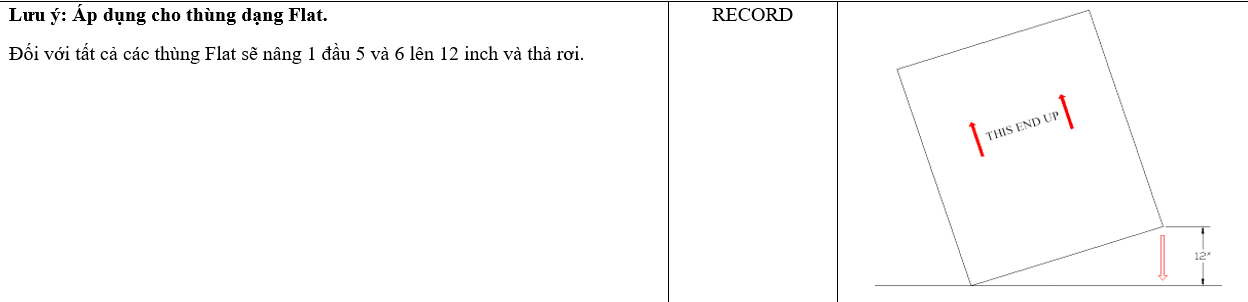 Lưu ý: Áp dụng cho thùng dạng Flat.
Đối với tất cả các thùng Flat sẽ nâng 1 đầu 5 và 6 lên 12 inch và thả rơi.
RECORD
THIS END UP
12"